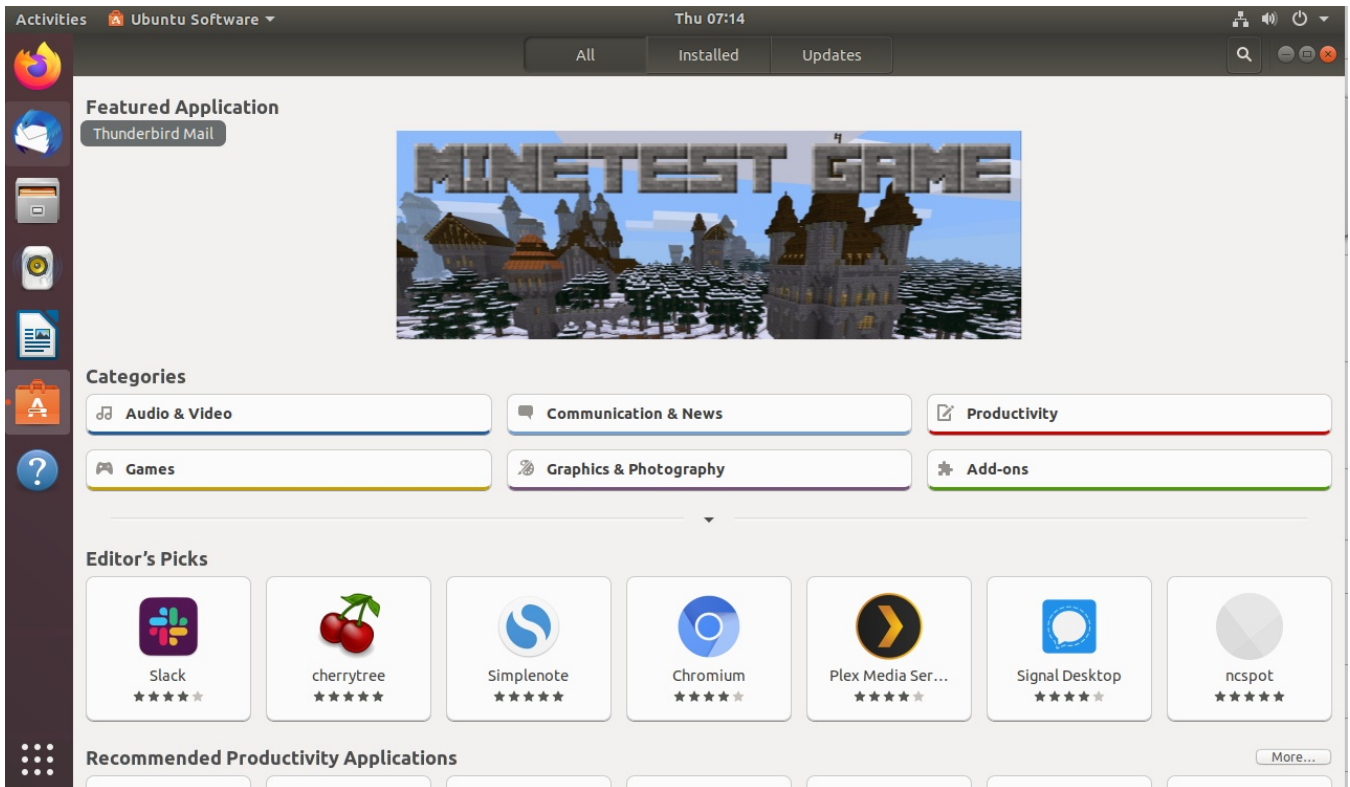 Activities Ubuntu Software Thu 07:14
All Installed Updates
Featured Application
Thunderbird Mail
MINETEST GAME
Categories
Audio & Video Communication & News Productivity
Games Graphics & Photography Add-ons
Editor’s Picks
Slack cherrytree Simplenote Chromium Plex Media Ser... Signal Desktop ncspot
Recommended Productivity Applications More...